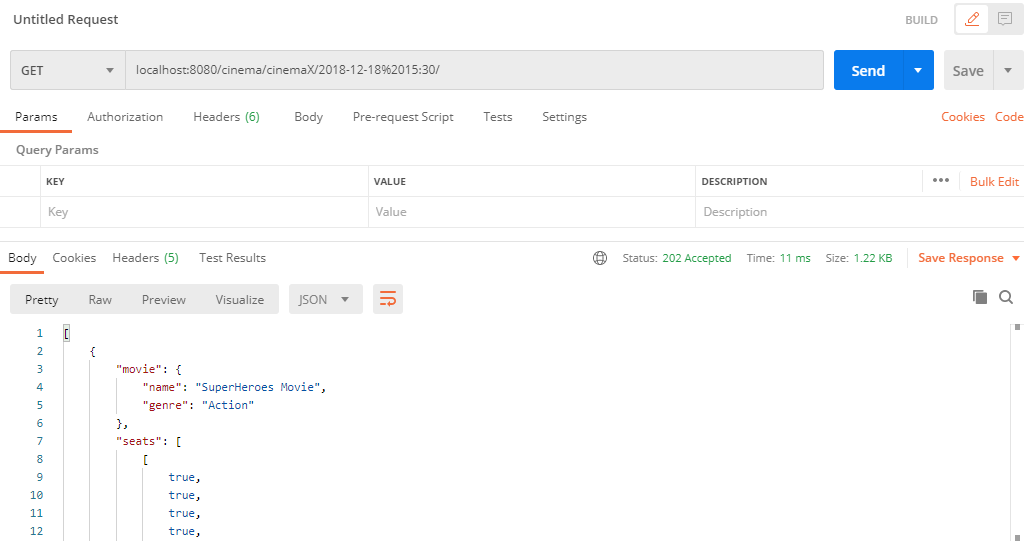 Untitled Request BUILD
GET localhost:8080/cinema/cinemaX/2018-12-18%2015:30/ Send Save
Params Authorization Headers (6) Body Pre-request Script Tests Settings Cookies Code
Query Params
KEY VALUE DESCRIPTION ••• Bulk Edit
Key Value Description
Body Cookies Headers (5) Test Results Status: 202 Accepted Time: 11 ms Size: 1.22 KB Save Response
Pretty Raw Preview Visualize JSON
1 [
2 {
3 "movie": {
4 "name": "SuperHeroes Movie",
5 "genre": "Action"
6 },
7 "seats": [
8 [
9 true,
10 true,
11 true,
12 true,